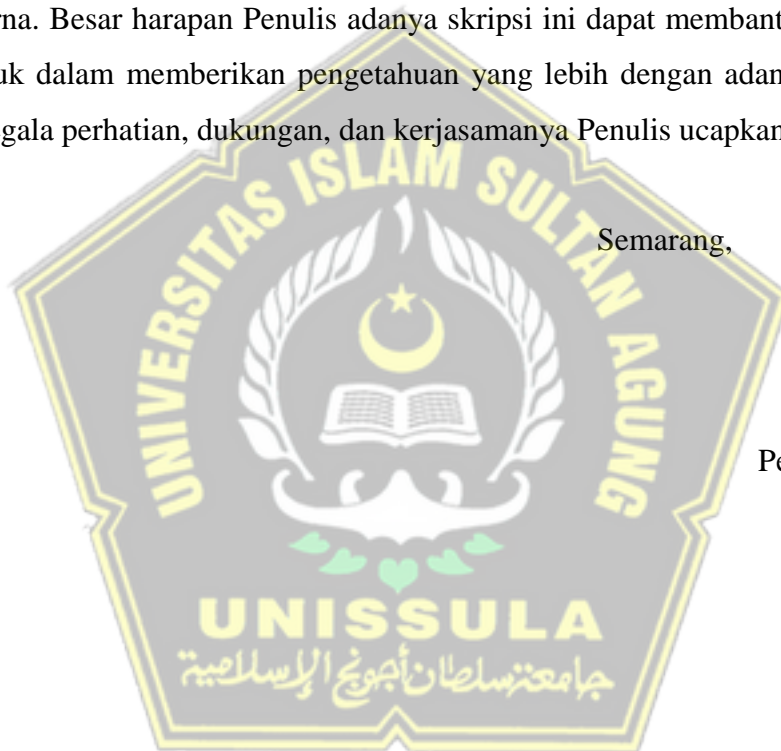 rna. Besar harapan Penulis adanya skripsi ini dapat membant
uk dalam memberikan pengetahuan yang lebih dengan adan
gala perhatian, dukungan, dan kerjasamanya Penulis ucapkan
Semarang,
Pe
UNIVERSITAS ISLAM SULTAN AGUNG
UNISSULA
جامعة سلطان أجونج الإسلامية